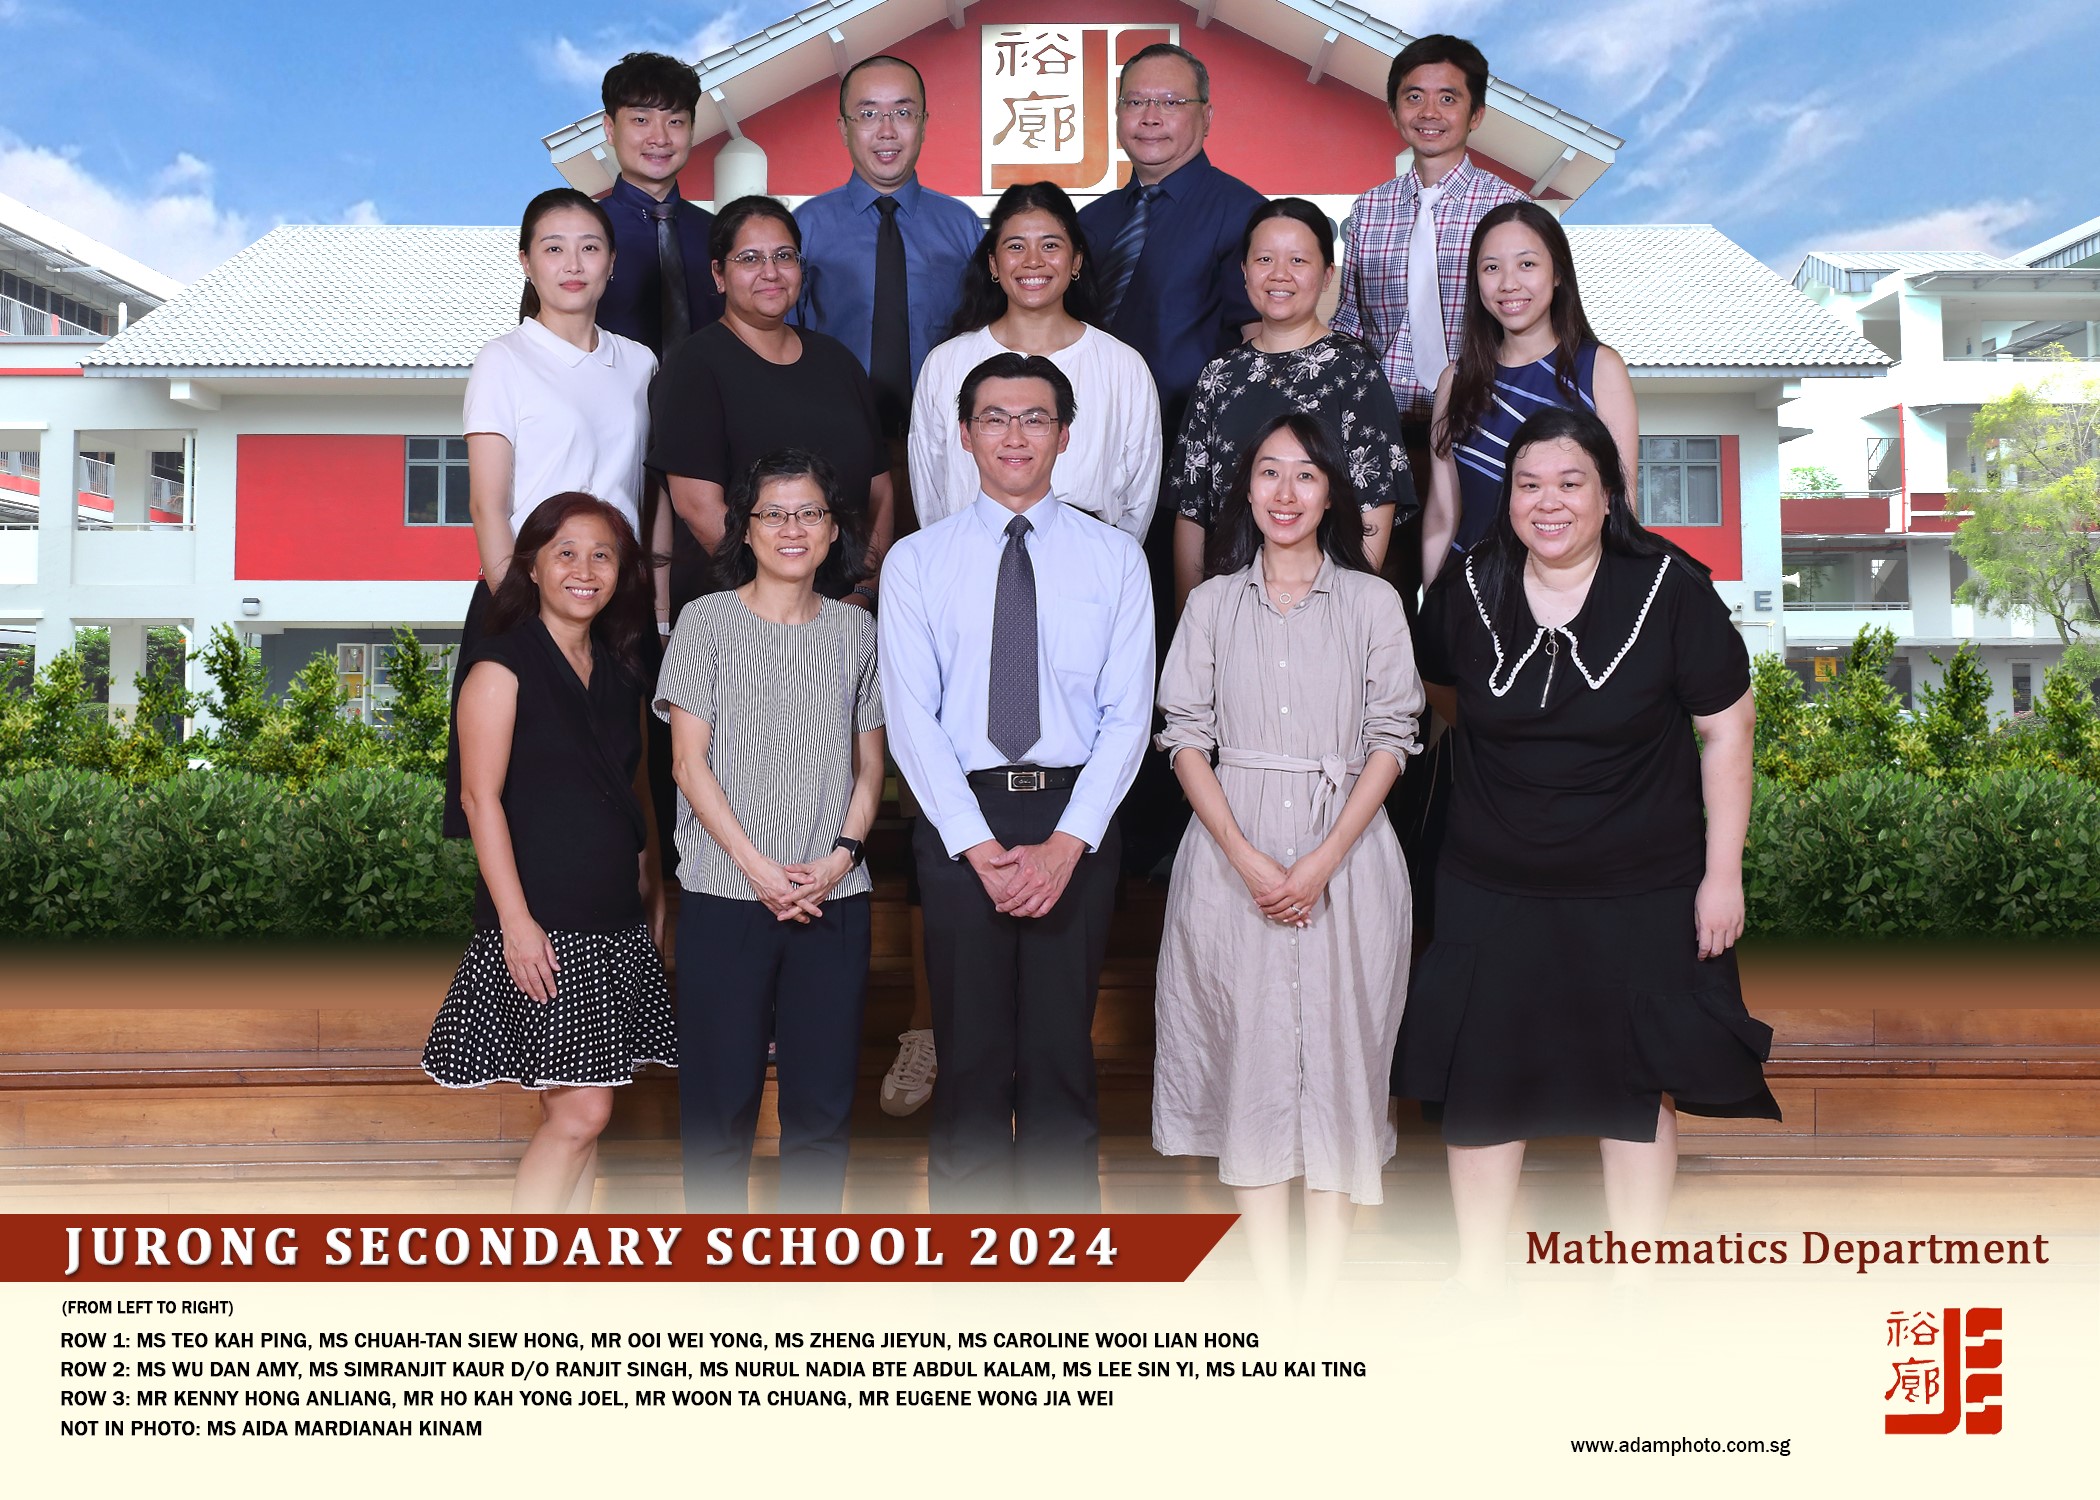 裕廊
E
JURONG SECONDARY SCHOOL 2024
Mathematics Department
(FROM LEFT TO RIGHT)
ROW 1: MS TEO KAH PING, MS CHUAH-TAN SIEW HONG, MR OOI WEI YONG, MS ZHENG JIEYUN, MS CAROLINE WOOI LIAN HONG
ROW 2: MS WU DAN AMY, MS SIMRANJIT KAUR D/O RANJIT SINGH, MS NURUL NADIA BTE ABDUL KALAM, MS LEE SIN YI, MS LAU KAI TING
ROW 3: MR KENNY HONG ANLIANG, MR HO KAH YONG JOEL, MR WOON TA CHUANG, MR EUGENE WONG JIA WEI
NOT IN PHOTO: MS AIDA MARDIANAH KINAM
裕廊
www.adamphoto.com.sg